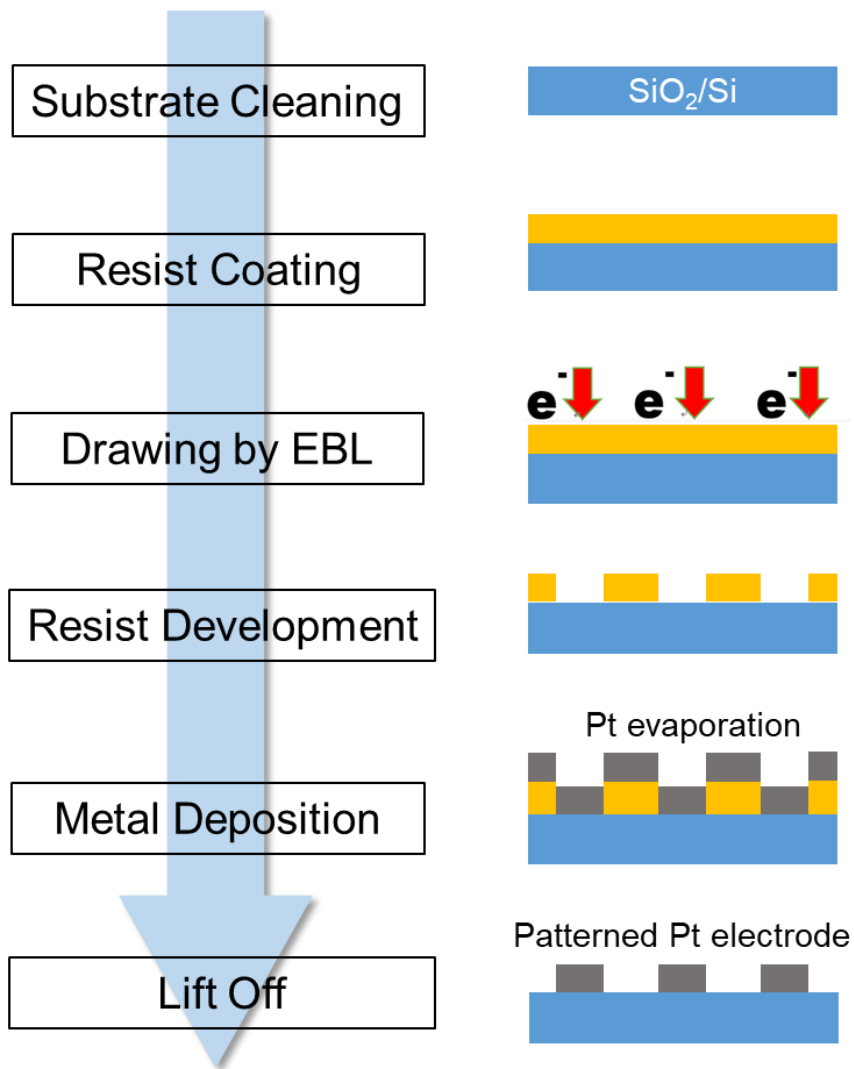 Substrate Cleaning
SiO₂/Si
Resist Coating
e⁻ e⁻ e⁻
Drawing by EBL
Resist Development
Pt evaporation
Metal Deposition
Patterned Pt electrode
Lift Off